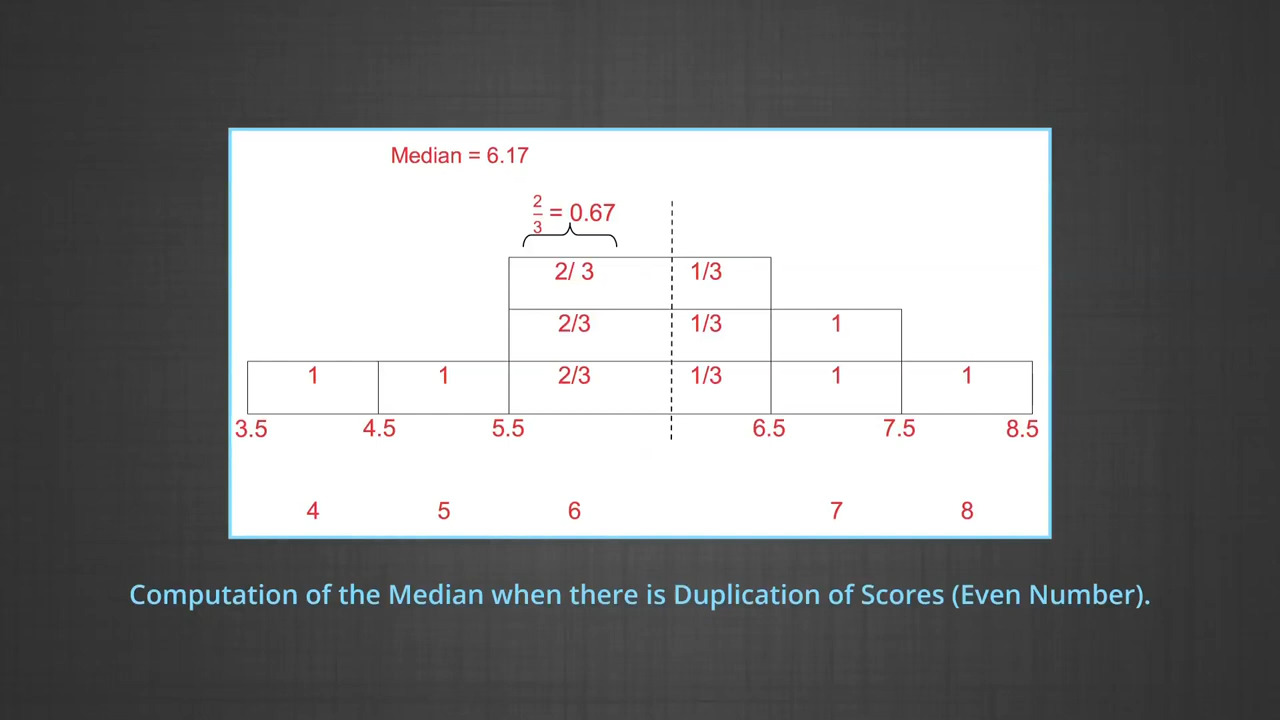 Median = 6.17
2/3 = 0.67
2/ 3 1/3
2/3 1/3 1
1 1 2/3 1/3 1 1
3.5 4.5 5.5 6.5 7.5 8.5
4 5 6 7 8
Computation of the Median when there is Duplication of Scores (Even Number).